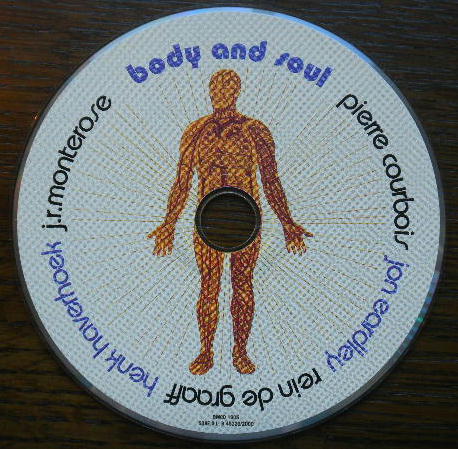 body and soul
pierre courbois
jon eardley
rein de graaff
henk haverhoek
j.r.monterose